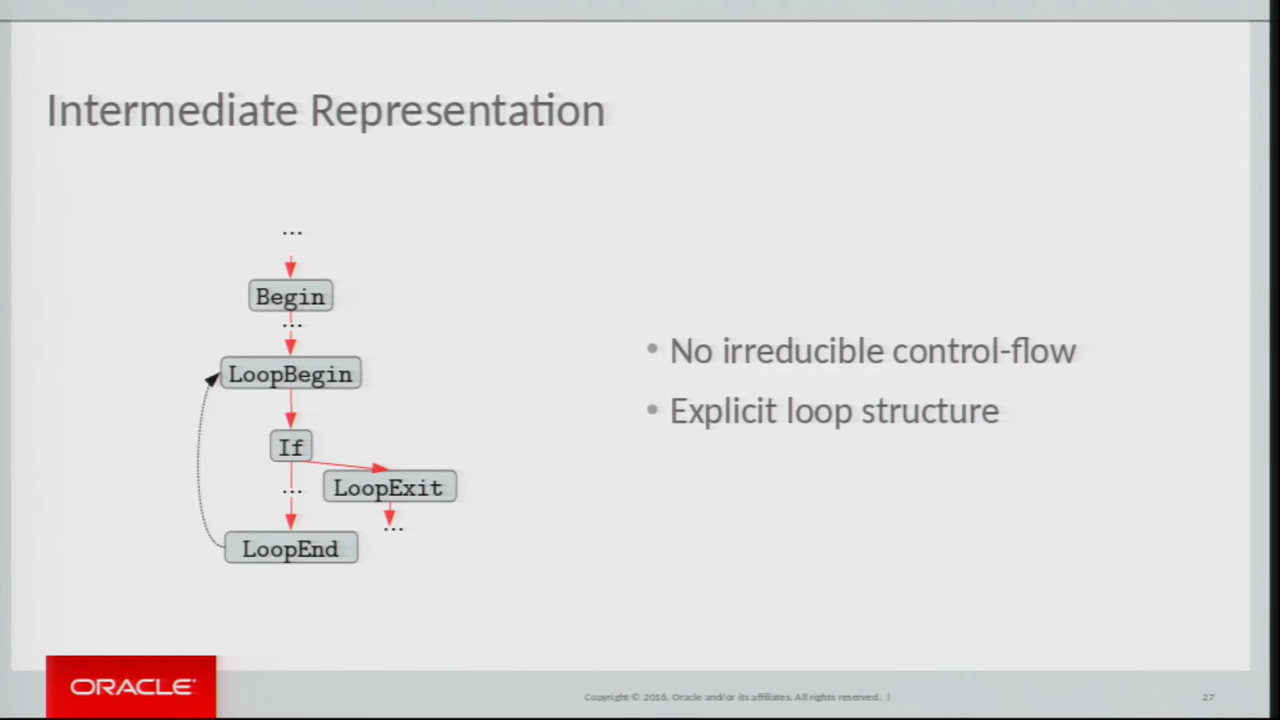 Intermediate Representation
...
Begin
...
LoopBegin
If
LoopExit
...
...
LoopEnd
• No irreducible control-flow
• Explicit loop structure
ORACLE®
Copyright © 2016, Oracle and/or its affiliates. All rights reserved. |
27